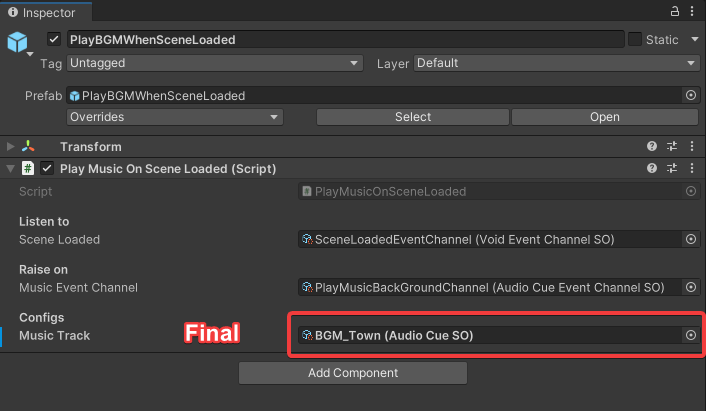 Inspector
PlayBGMWhenSceneLoaded
Static
Tag Untagged Layer Default
Prefab PlayBGMWhenSceneLoaded
Overrides Select Open
Transform
# Play Music On Scene Loaded (Script)
Script # PlayMusicOnSceneLoaded
Listen to
Scene Loaded SceneLoadedEventChannel (Void Event Channel SO)
Raise on
Music Event Channel PlayMusicBackGroundChannel (Audio Cue Event Channel SO)
Configs
Music Track Final BGM_Town (Audio Cue SO)
Add Component